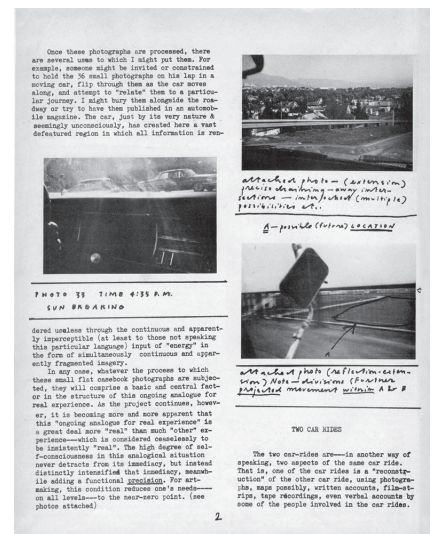 Once these photographs are processed, there
are several uses to which I might put them. For
example, someone might be invited or constrained
to hold the 36 small photographs on his lap in a
moving car, flip through them as the car moves
along, and attempt to "relate" them to a particu-
lar journey. I might bury them alongside the roa-
dway or try to have them published in an automob-
ile magazine. The car, just by its very nature &
seemingly unconsciously, has created here a vast
defeatured region in which all information is ren-
PHOTO 33 TIME 4:35 P.M.
SUN BREAKING
dered useless through the continuous and apparent-
ly imperceptible (at least to those not speaking
this particular language) input of "energy" in
the form of simultaneously continuous and appar-
ently fragmented imagery.
In any case, whatever the process to which
these small flat casebook photographs are subjec-
ted, they will comprise a basic and central fact-
or in the structure of this ongoing analogue for
real experience. As the project continues, howev-
er, it is becoming more and more apparent that
this "ongoing analogue for real experience" is
a great deal more "real" than much "other" ex-
perience---which is considered ceaselessly to
be insistently "real". The high degree of sel-
f-consciousness in this analogical situation
never detracts from its immediacy, but instead
distinctly intensifies that immediacy, meanwh-
ile adding a functional precision. For art-
making, this condition reduces one's needs----
on all levels---to the near-zero point. (see
photos attached)
attached photo — (extension)
precise draining — away inter-
sections — interlocked (multiple)
possibilities et..
A — possible (future) LOCATION
C
A
attached photo (reflection-exten-
sion) Note — divisions (further
projected movement within A & B
TWO CAR RIDES
The two car-rides are---in another way of
speaking, two aspects of the same car ride.
That is, one of the car rides is a "reconstr-
uction" of the other car ride, using photogra-
phs, maps possibly, written accounts, film-st-
rips, tape recordings, even verbal accounts by
some of the people involved in the car rides.
2